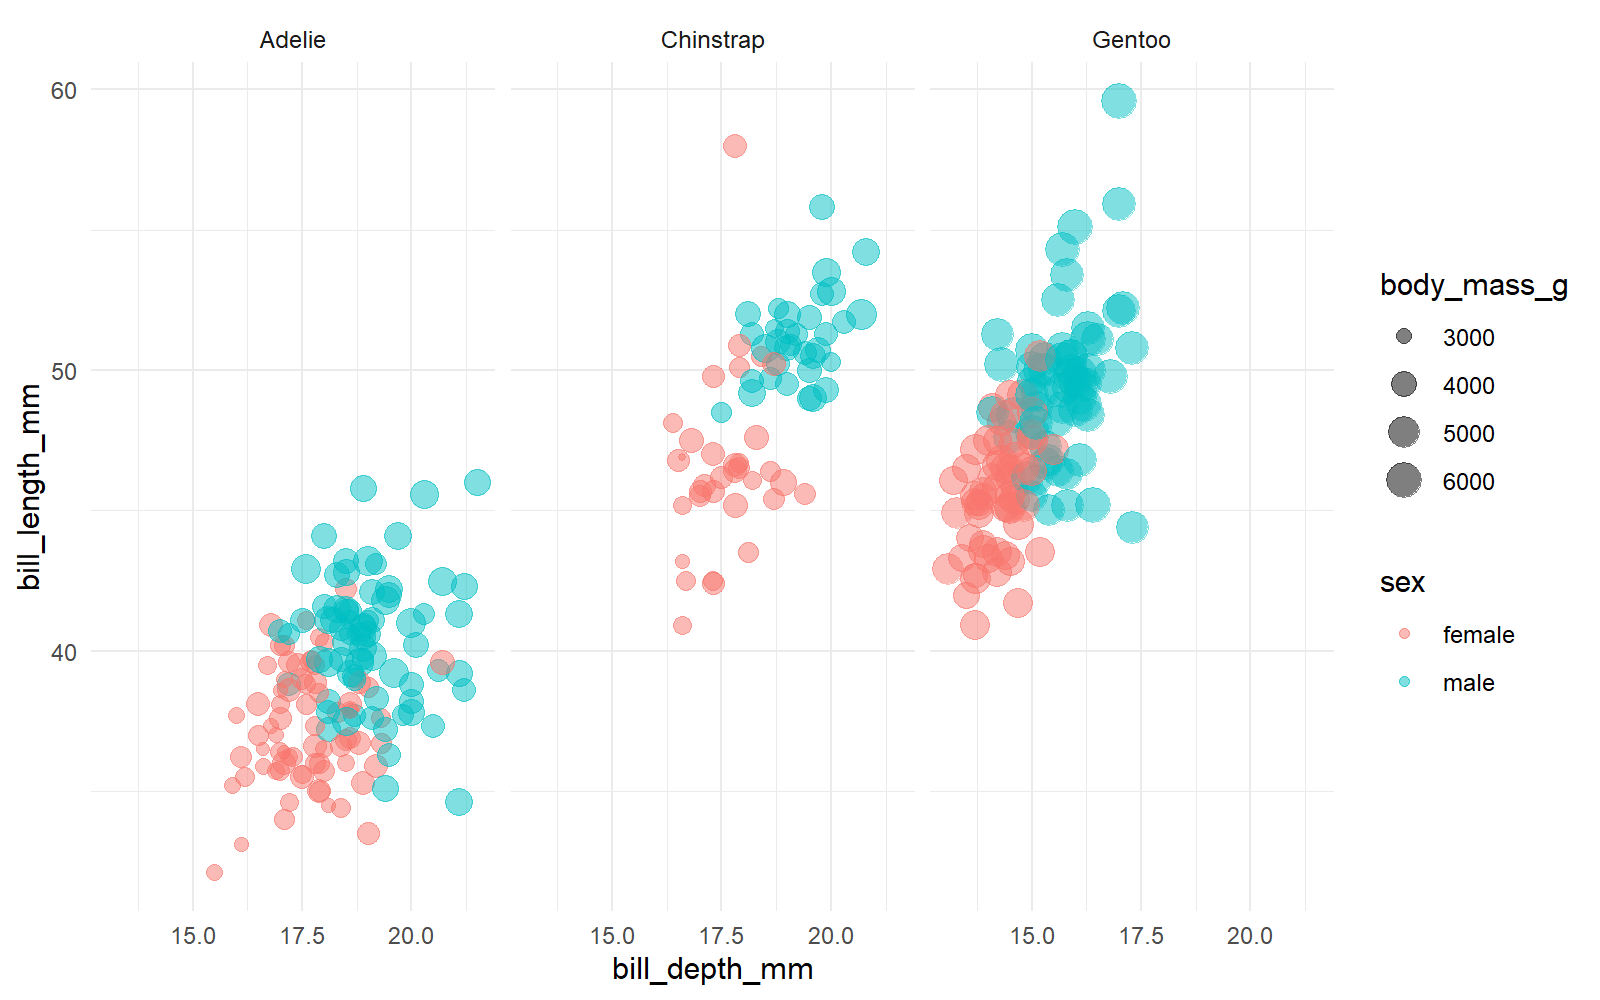 Adelie
Chinstrap
Gentoo
60
50
40
bill_length_mm
15.0 17.5 20.0
15.0 17.5 20.0
15.0 17.5 20.0
bill_depth_mm
body_mass_g
3000
4000
5000
6000
sex
female
male